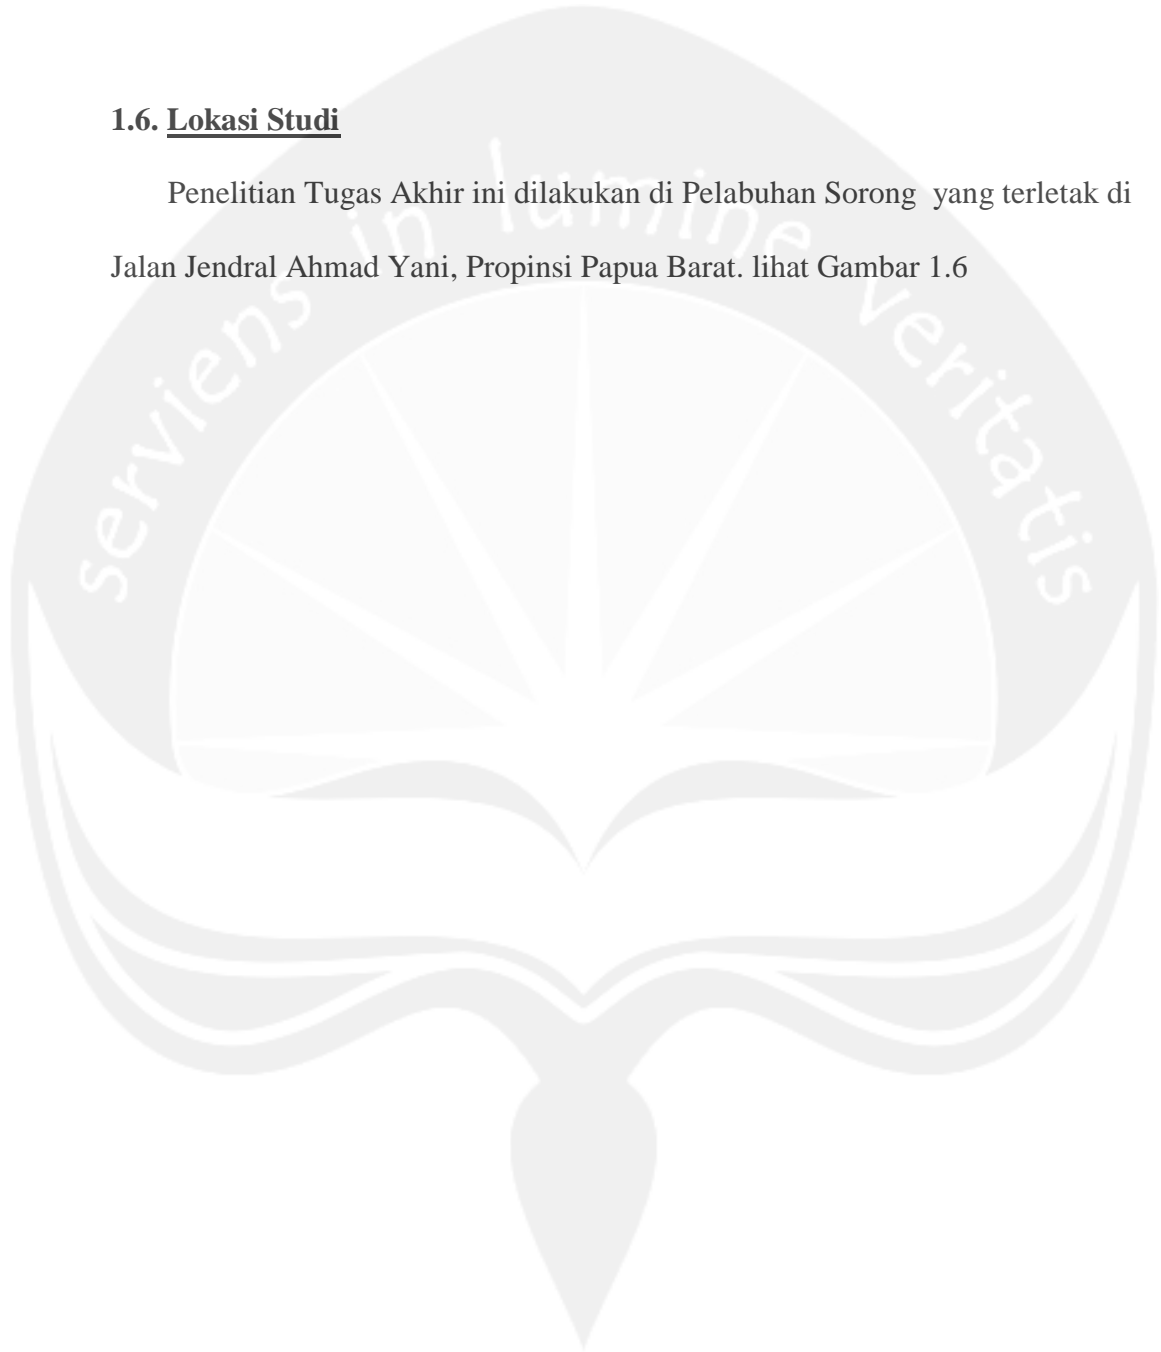 1.6. Lokasi Studi
Penelitian Tugas Akhir ini dilakukan di Pelabuhan Sorong  yang terletak di
Jalan Jendral Ahmad Yani, Propinsi Papua Barat. lihat Gambar 1.6
serviens in lumine veritatis